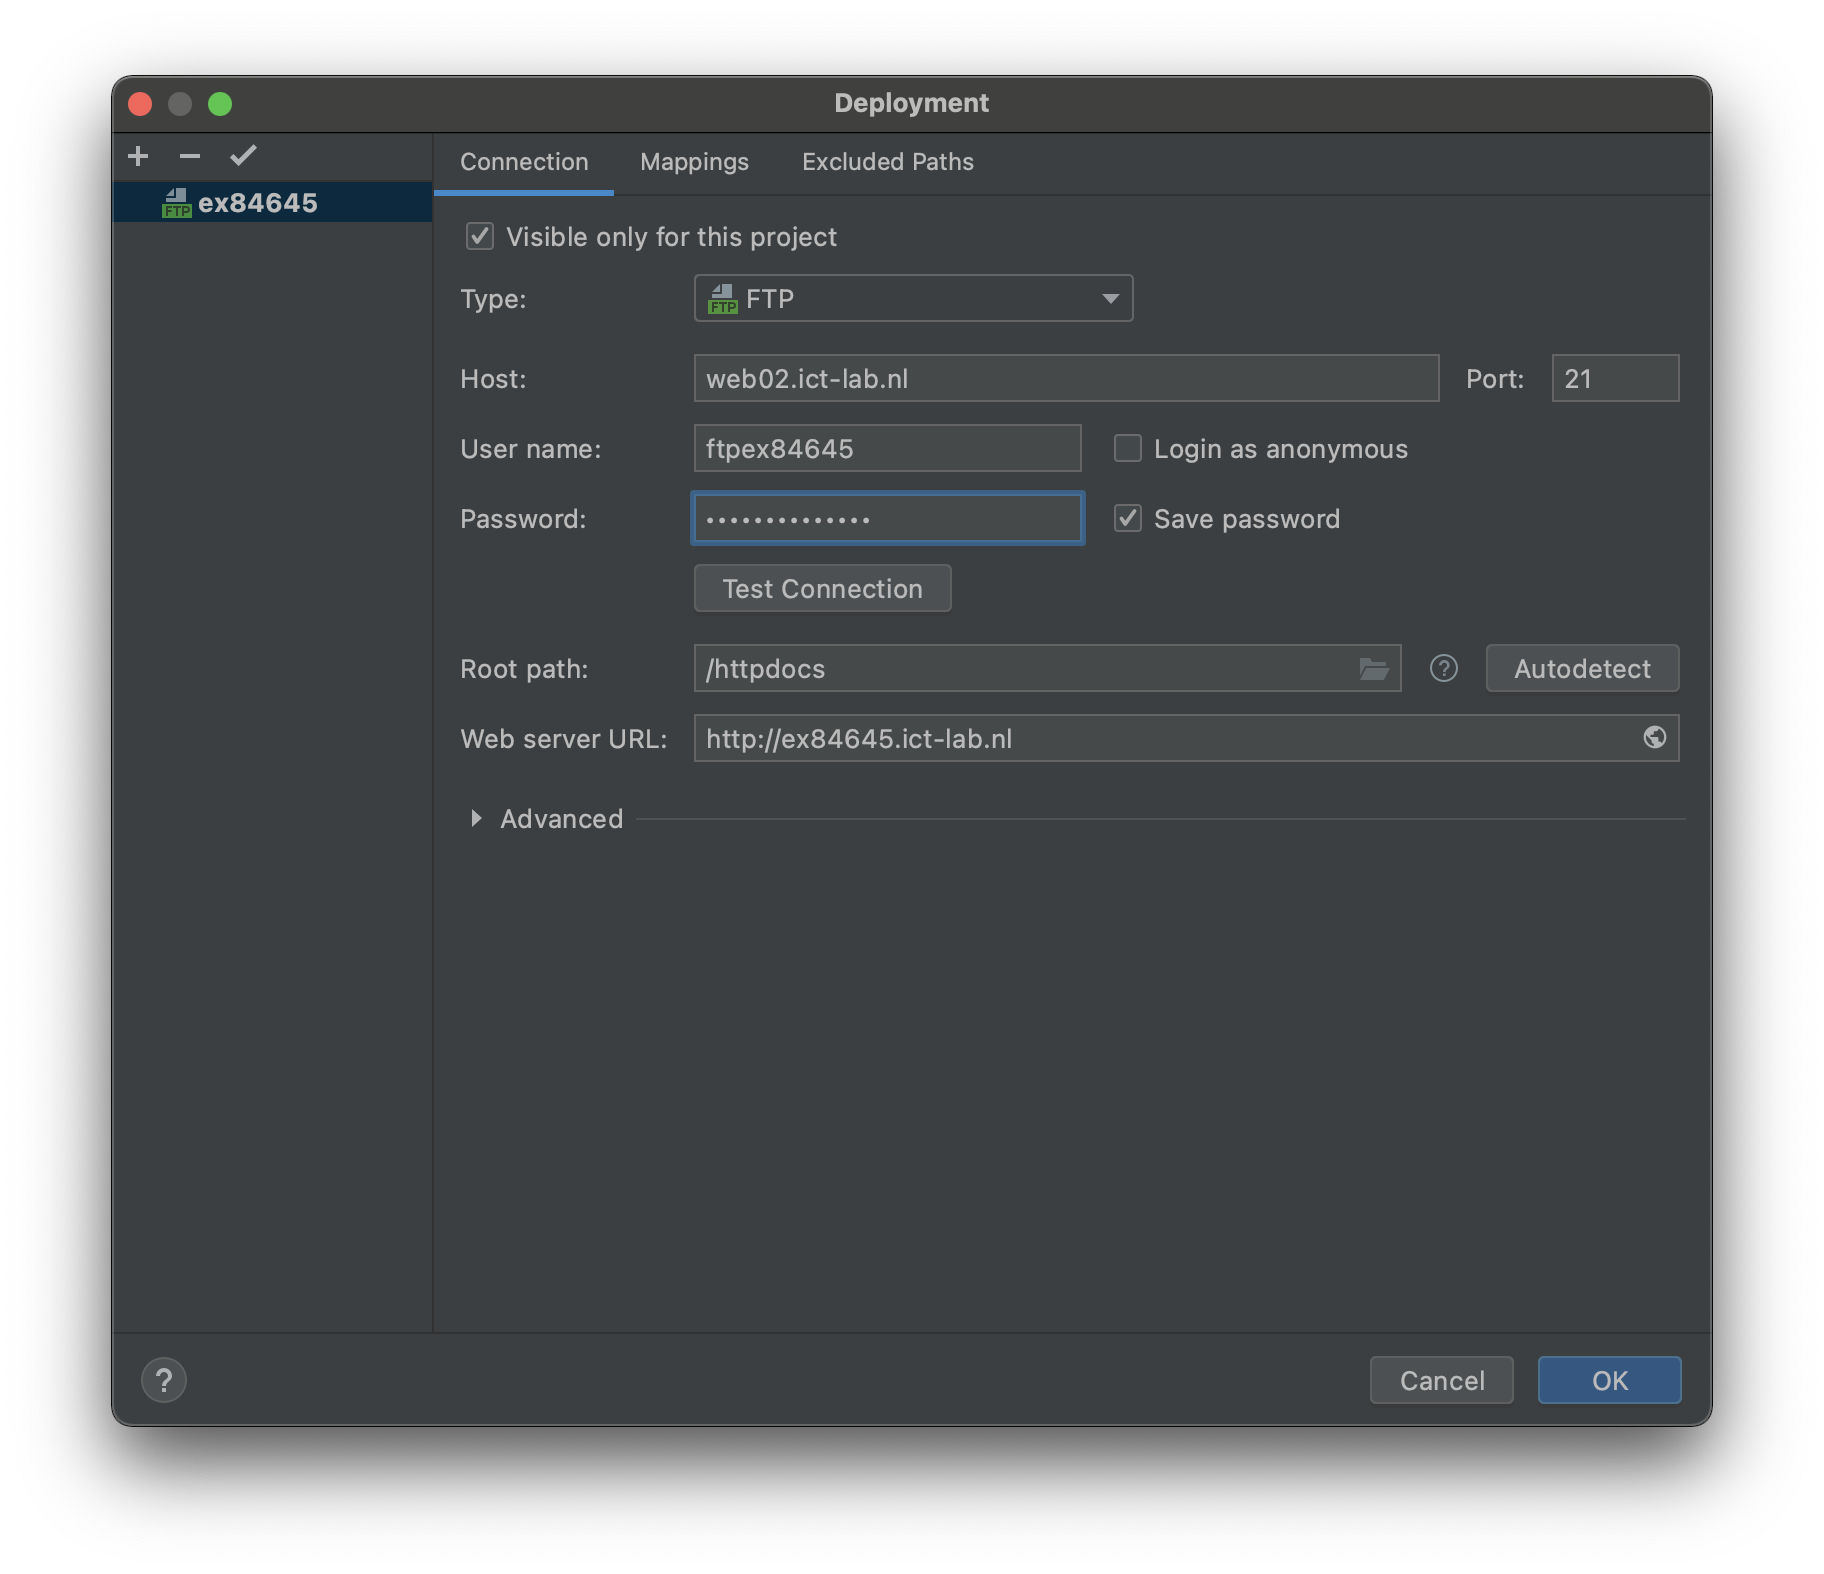 Deployment
Connection Mappings Excluded Paths
FTP ex84645
Visible only for this project
Type: FTP FTP
Host: web02.ict-lab.nl Port: 21
User name: ftpex84645 Login as anonymous
Password: •••••••••••••• Save password
Test Connection
Root path: /httpdocs ? Autodetect
Web server URL: http://ex84645.ict-lab.nl
Advanced
? Cancel OK